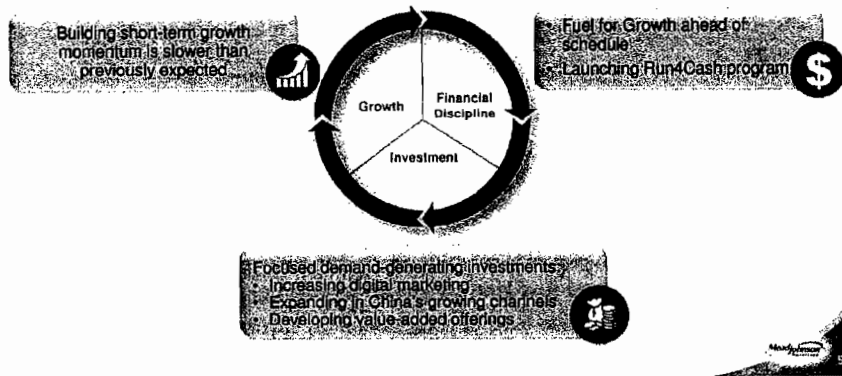 Building short-term growth
momentum is slower than
previously expected
Fuel for Growth ahead of
schedule
Launching Run4Cash program
$
Growth
Financial
Discipline
Investment
Focused demand-generating investments
• Increasing digital marketing
• Expanding in China's growing channels
• Developing value-added offerings
MeadJohnson